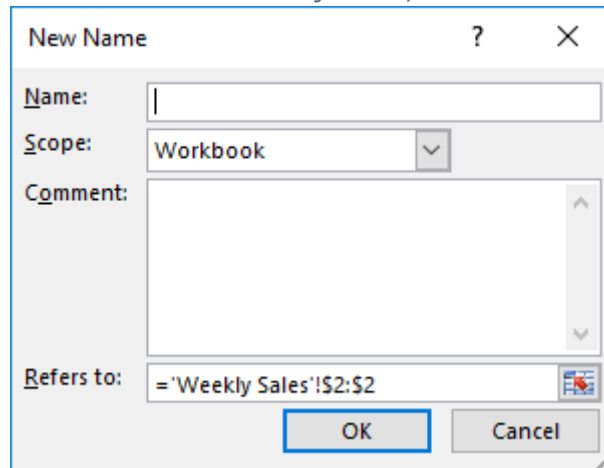 New Name ?
Name:
Scope: Workbook
Comment:
Refers to: ='Weekly Sales'!$2:$2
OK Cancel